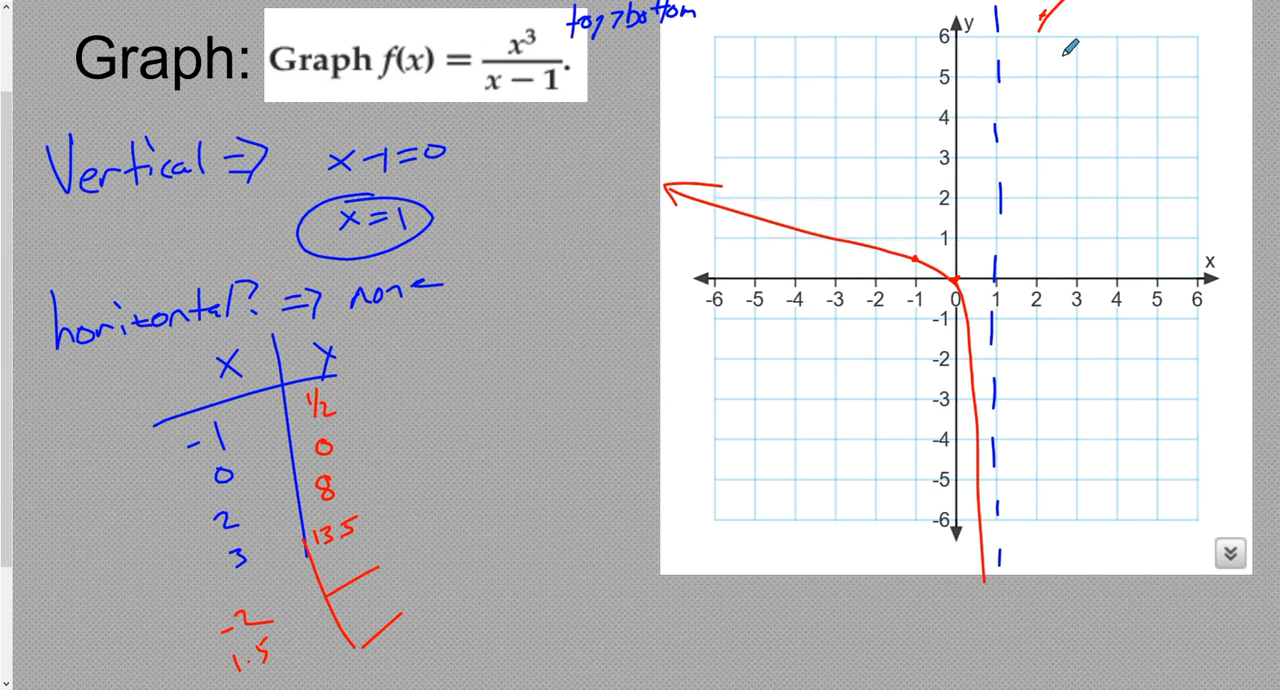 Graph: Graph f(x) = x³ / (x − 1).
top > bottom
Vertical => x-1=0
x=1
horizontal? => none
x y
-1 1/2
0 0
2 8
3 13.5
-2
1.5
y
6
5
4
3
2
1
x
-6 -5 -4 -3 -2 -1 0 1 2 3 4 5 6
-1
-2
-3
-4
-5
-6